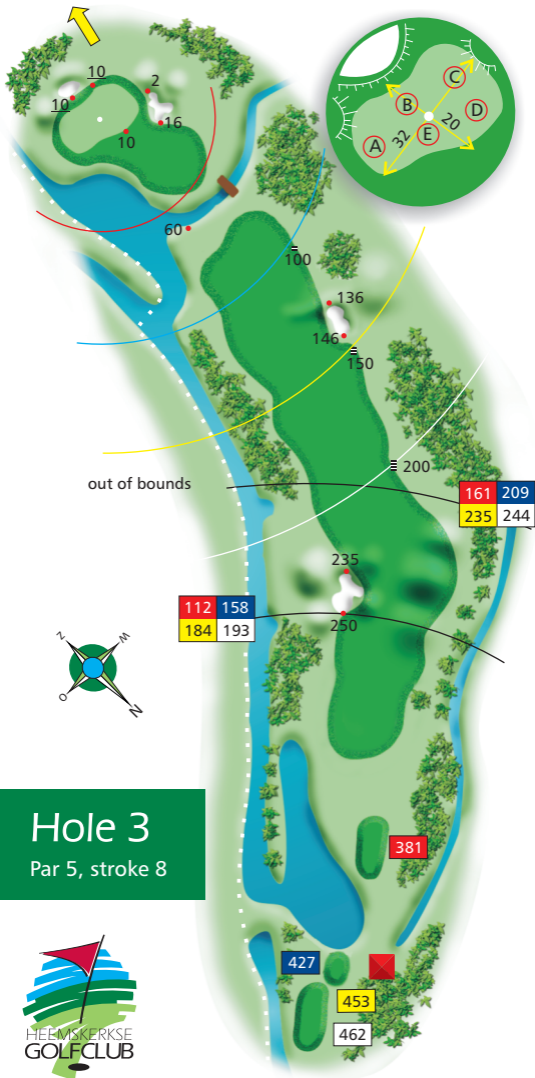 10
10
2
16
10
60
A
B
C
D
E
32
20
100
136
146
150
200
out of bounds
161 209
235 244
235
112 158
184 193
250
Z
W
O
N
Hole 3
Par 5, stroke 8
381
427
453
462
HEEMSKERKSE
GOLFCLUB